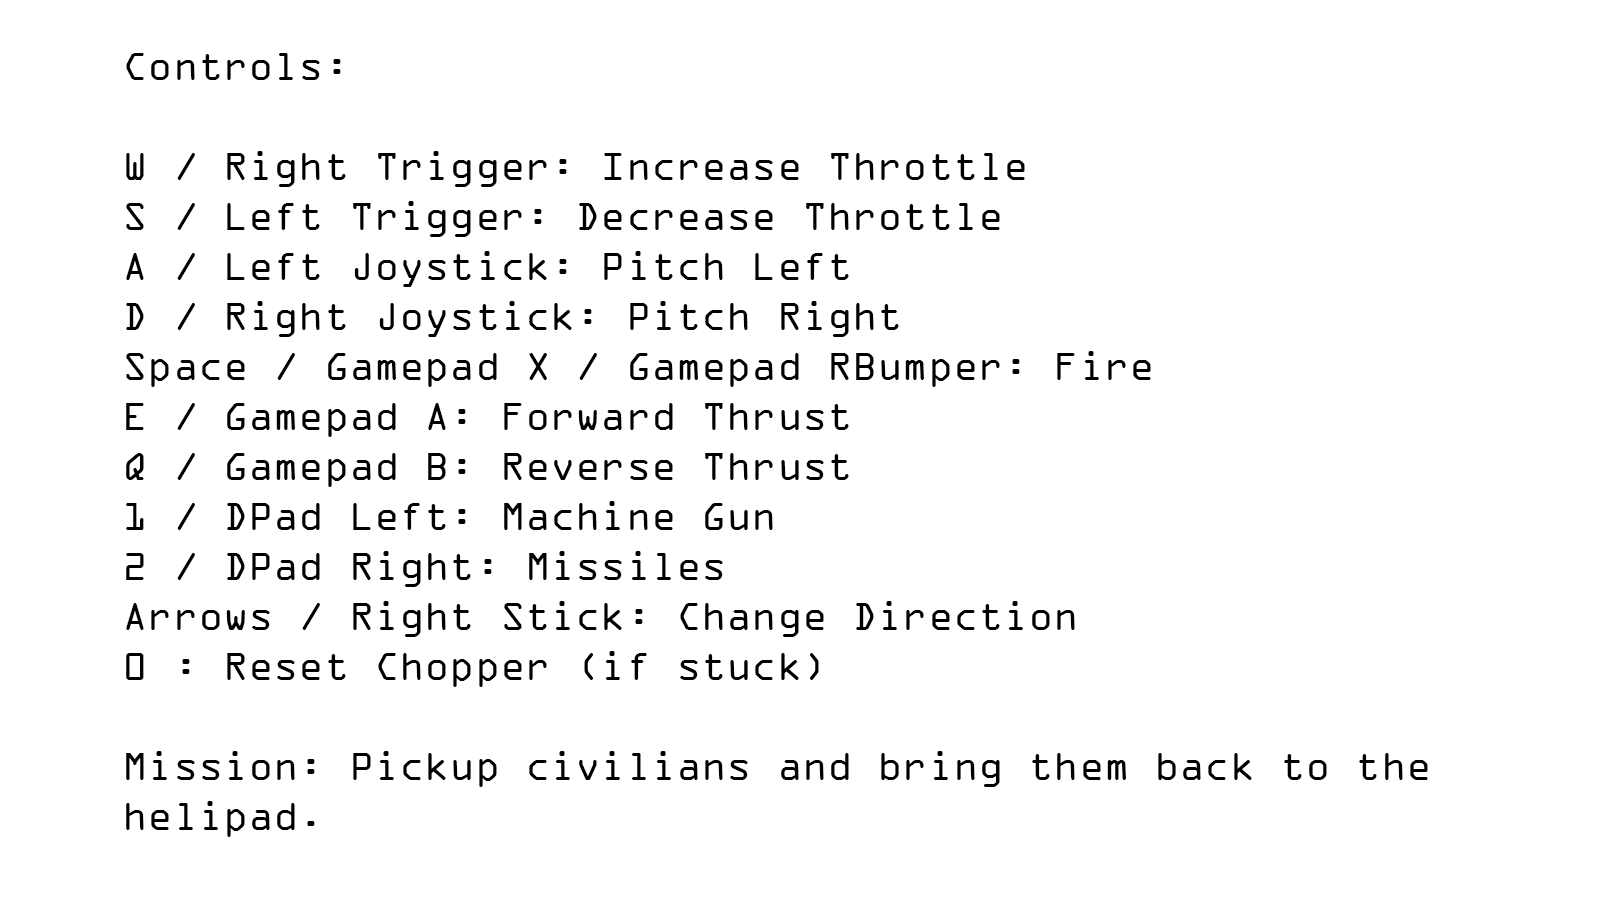 Controls:
W / Right Trigger: Increase Throttle
S / Left Trigger: Decrease Throttle
A / Left Joystick: Pitch Left
D / Right Joystick: Pitch Right
Space / Gamepad X / Gamepad RBumper: Fire
E / Gamepad A: Forward Thrust
Q / Gamepad B: Reverse Thrust
1 / DPad Left: Machine Gun
2 / DPad Right: Missiles
Arrows / Right Stick: Change Direction
O : Reset Chopper (if stuck)
Mission: Pickup civilians and bring them back to the
helipad.